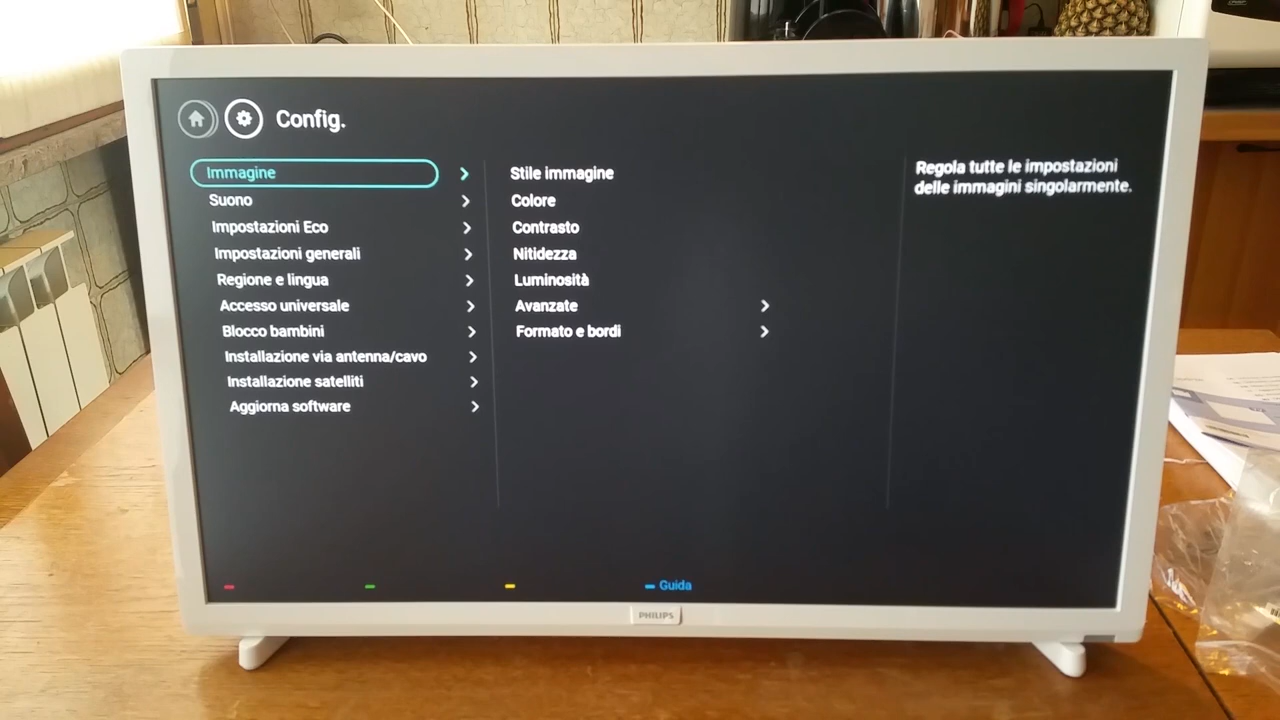 Config.
Immagine
Suono
Impostazioni Eco
Impostazioni generali
Regione e lingua
Accesso universale
Blocco bambini
Installazione via antenna/cavo
Installazione satelliti
Aggiorna software
Stile immagine
Colore
Contrasto
Nitidezza
Luminosità
Avanzate
Formato e bordi
Regola tutte le impostazioni
delle immagini singolarmente.
Guida
PHILIPS